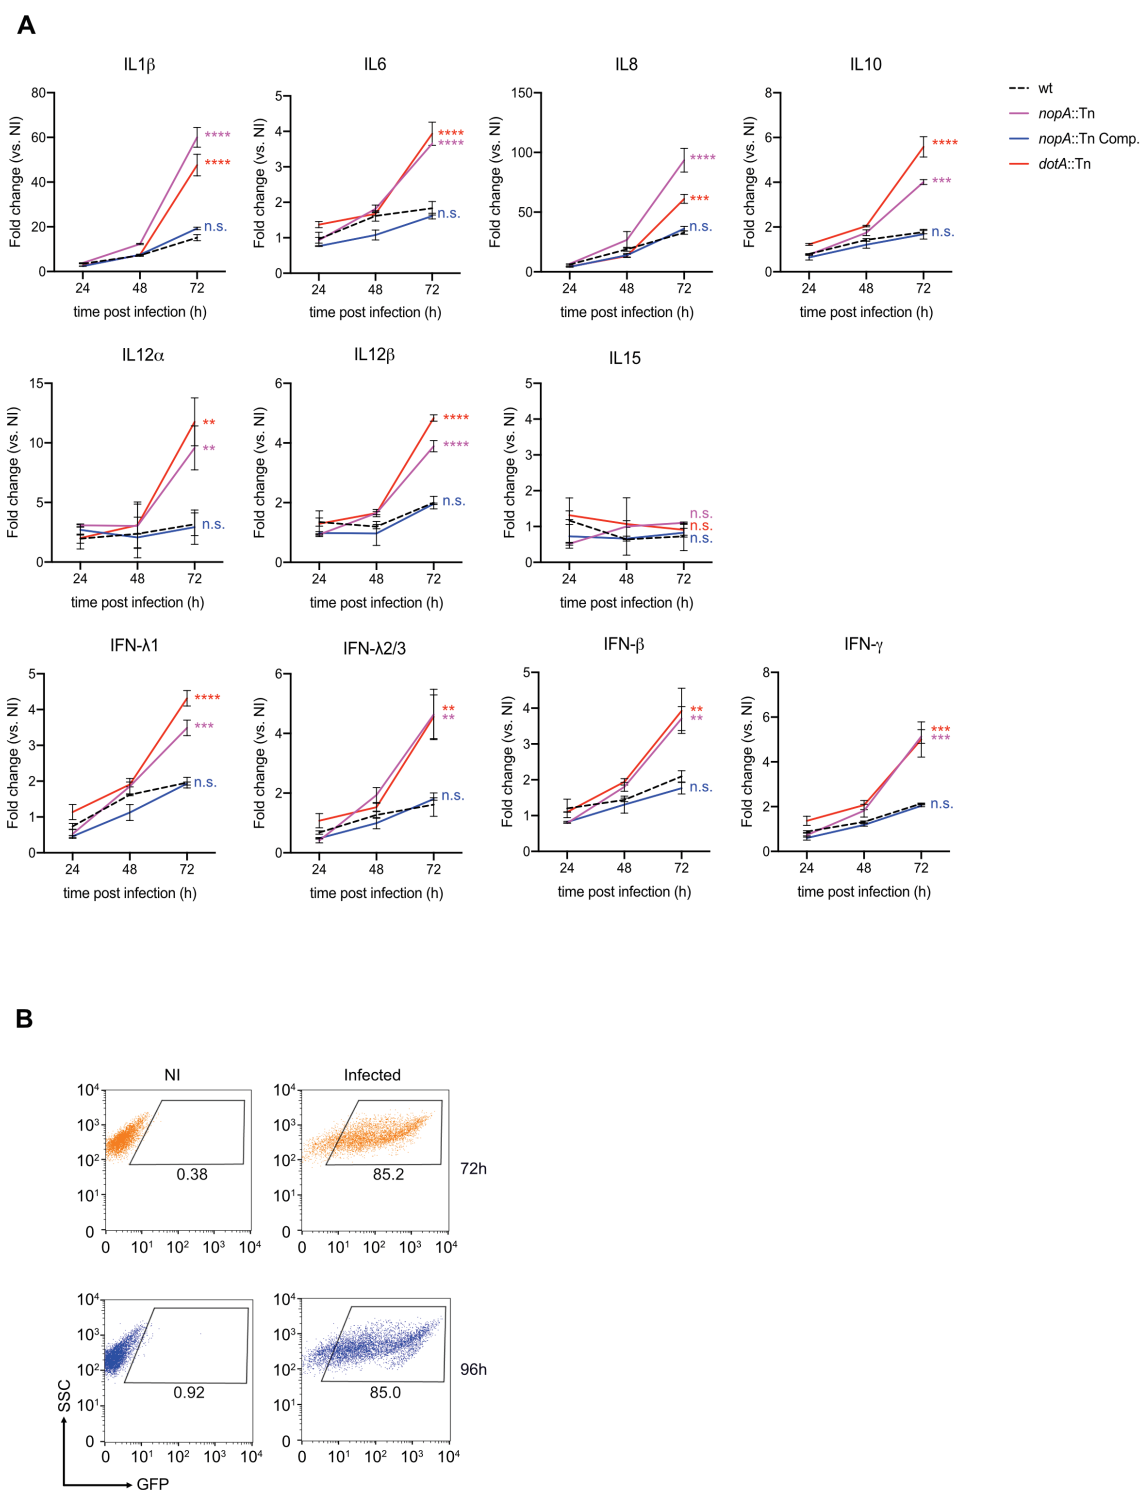 A
IL1β
IL6
IL8
IL10
wt
nopA::Tn
nopA::Tn Comp.
dotA::Tn
Fold change (vs. NI)
80
60
40
20
0
****
****
n.s.
24 48 72
time post infection (h)
Fold change (vs. NI)
5
4
3
2
1
0
****
****
n.s.
24 48 72
time post infection (h)
Fold change (vs. NI)
150
100
50
0
****
***
n.s.
24 48 72
time post infection (h)
Fold change (vs. NI)
8
6
4
2
0
****
***
n.s.
24 48 72
time post infection (h)
IL12α
IL12β
IL15
Fold change (vs. NI)
15
10
5
0
**
**
n.s.
24 48 72
time post infection (h)
Fold change (vs. NI)
6
4
2
0
****
****
n.s.
24 48 72
time post infection (h)
Fold change (vs. NI)
5
4
3
2
1
0
n.s.
n.s.
n.s.
24 48 72
time post infection (h)
IFN-λ1
IFN-λ2/3
IFN-β
IFN-γ
Fold change (vs. NI)
5
4
3
2
1
0
****
***
n.s.
24 48 72
time post infection (h)
Fold change (vs. NI)
6
4
2
0
**
**
n.s.
24 48 72
time post infection (h)
Fold change (vs. NI)
5
4
3
2
1
0
**
**
n.s.
24 48 72
time post infection (h)
Fold change (vs. NI)
8
6
4
2
0
***
***
n.s.
24 48 72
time post infection (h)
B
NI
Infected
10⁴
10³
10²
10¹
0
0.38
0 10¹ 10² 10³ 10⁴
10⁴
10³
10²
10¹
0
85.2
0 10¹ 10² 10³ 10⁴
72h
10⁴
10³
10²
10¹
0
0.92
0 10¹ 10² 10³ 10⁴
10⁴
10³
10²
10¹
0
85.0
0 10¹ 10² 10³ 10⁴
96h
SSC
GFP